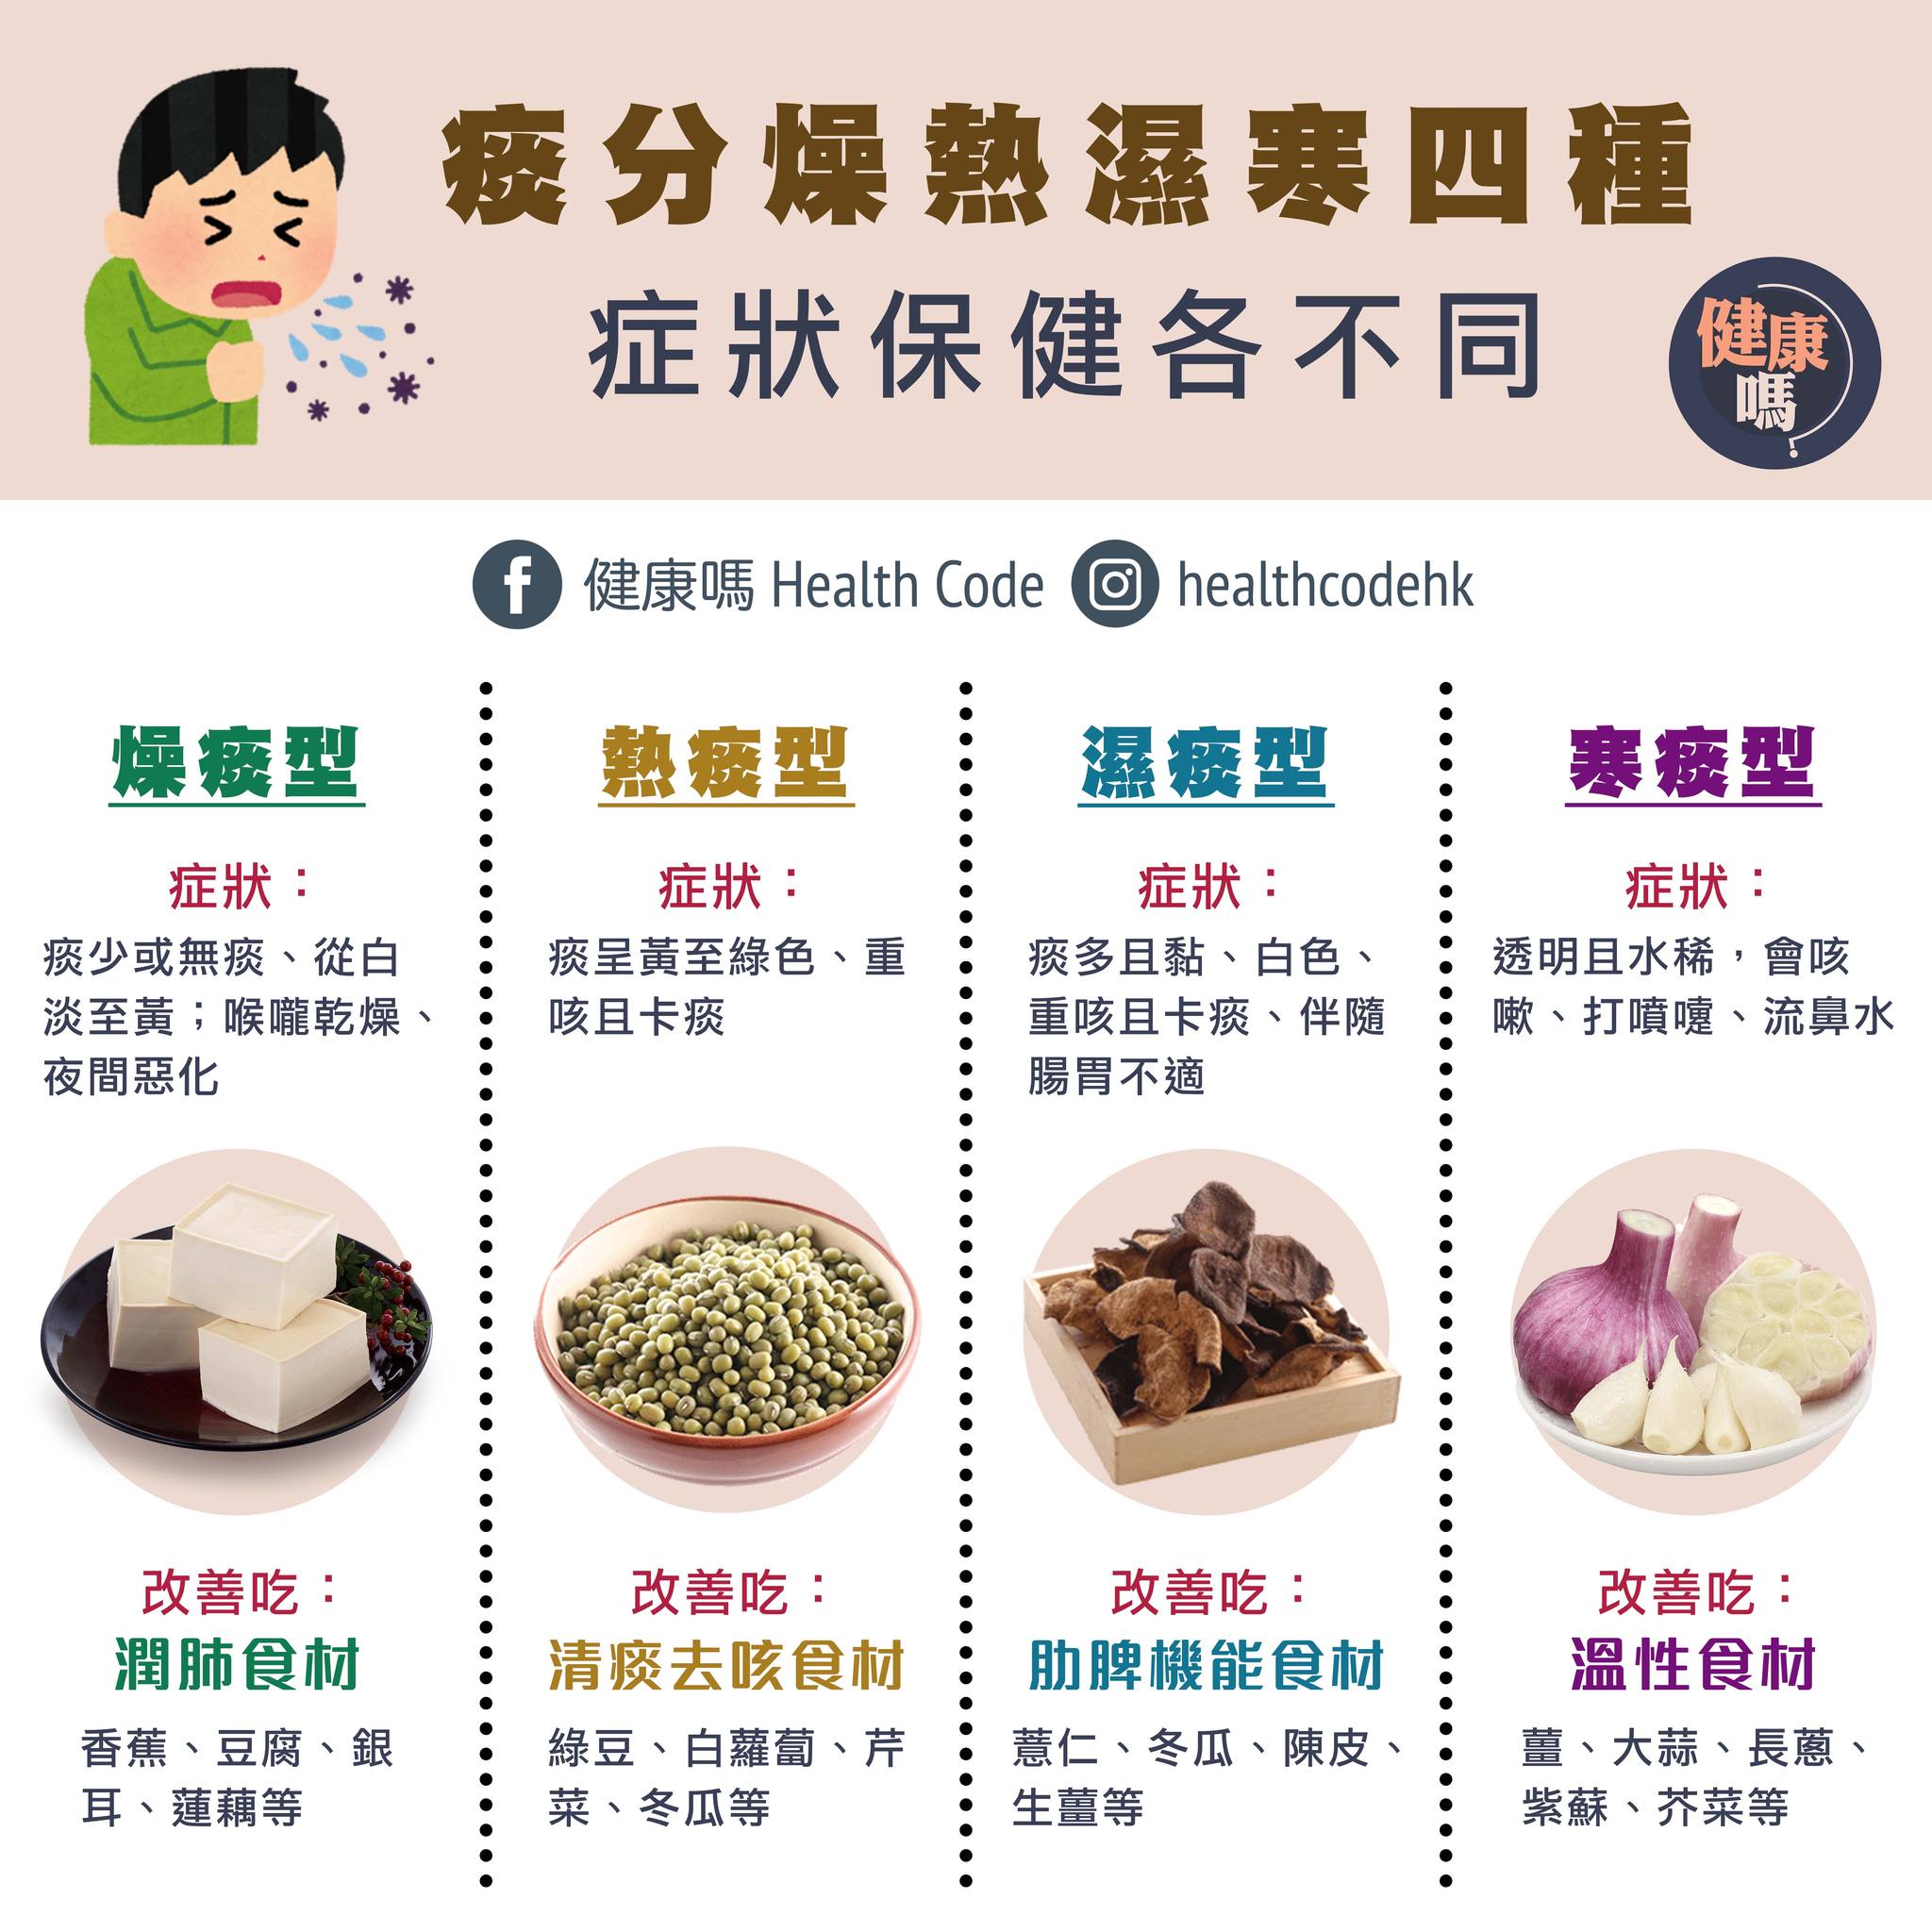 痰分燥熱濕寒四種
症狀保健各不同
健康
嗎?
健康嗎 Health Code healthcodehk
燥痰型
症狀：
痰少或無痰、從白
淡至黃；喉嚨乾燥、
夜間惡化
改善吃：
潤肺食材
香蕉、豆腐、銀
耳、蓮藕等
熱痰型
症狀：
痰呈黃至綠色、重
咳且卡痰
改善吃：
清痰去咳食材
綠豆、白蘿蔔、芹
菜、冬瓜等
濕痰型
症狀：
痰多且黏、白色、
重咳且卡痰、伴隨
腸胃不適
改善吃：
肋脾機能食材
薏仁、冬瓜、陳皮、
生薑等
寒痰型
症狀：
透明且水稀，會咳
嗽、打噴嚏、流鼻水
改善吃：
溫性食材
薑、大蒜、長蔥、
紫蘇、芥菜等